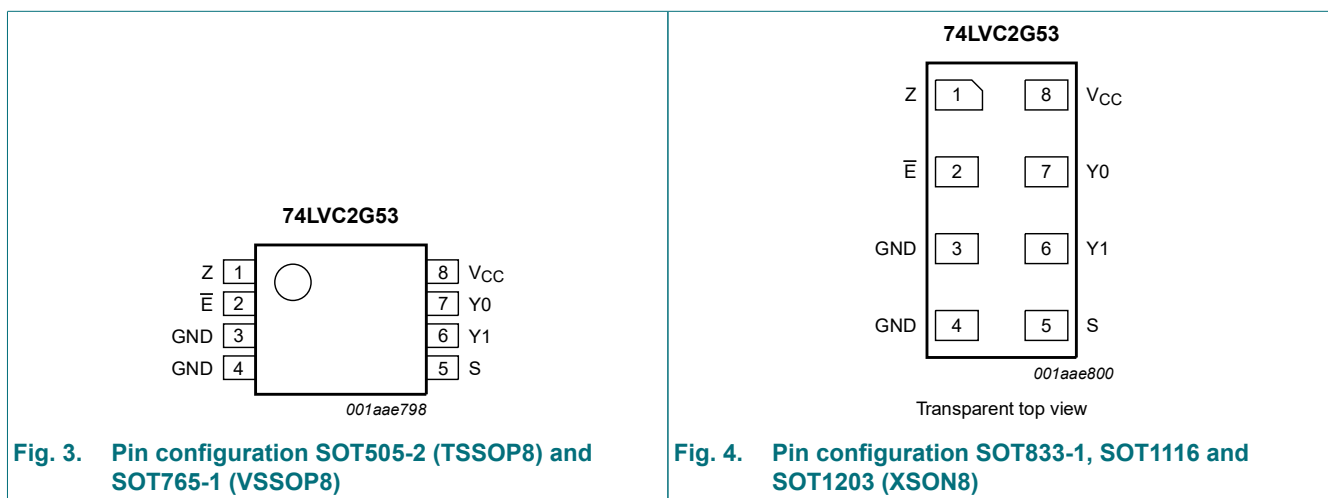 74LVC2G53
Z 1 8 VCC
E̅ 2 7 Y0
GND 3 6 Y1
GND 4 5 S
001aae798
Fig. 3. Pin configuration SOT505-2 (TSSOP8) and
SOT765-1 (VSSOP8)
74LVC2G53
Z 1 8 VCC
E̅ 2 7 Y0
GND 3 6 Y1
GND 4 5 S
001aae800
Transparent top view
Fig. 4. Pin configuration SOT833-1, SOT1116 and
SOT1203 (XSON8)